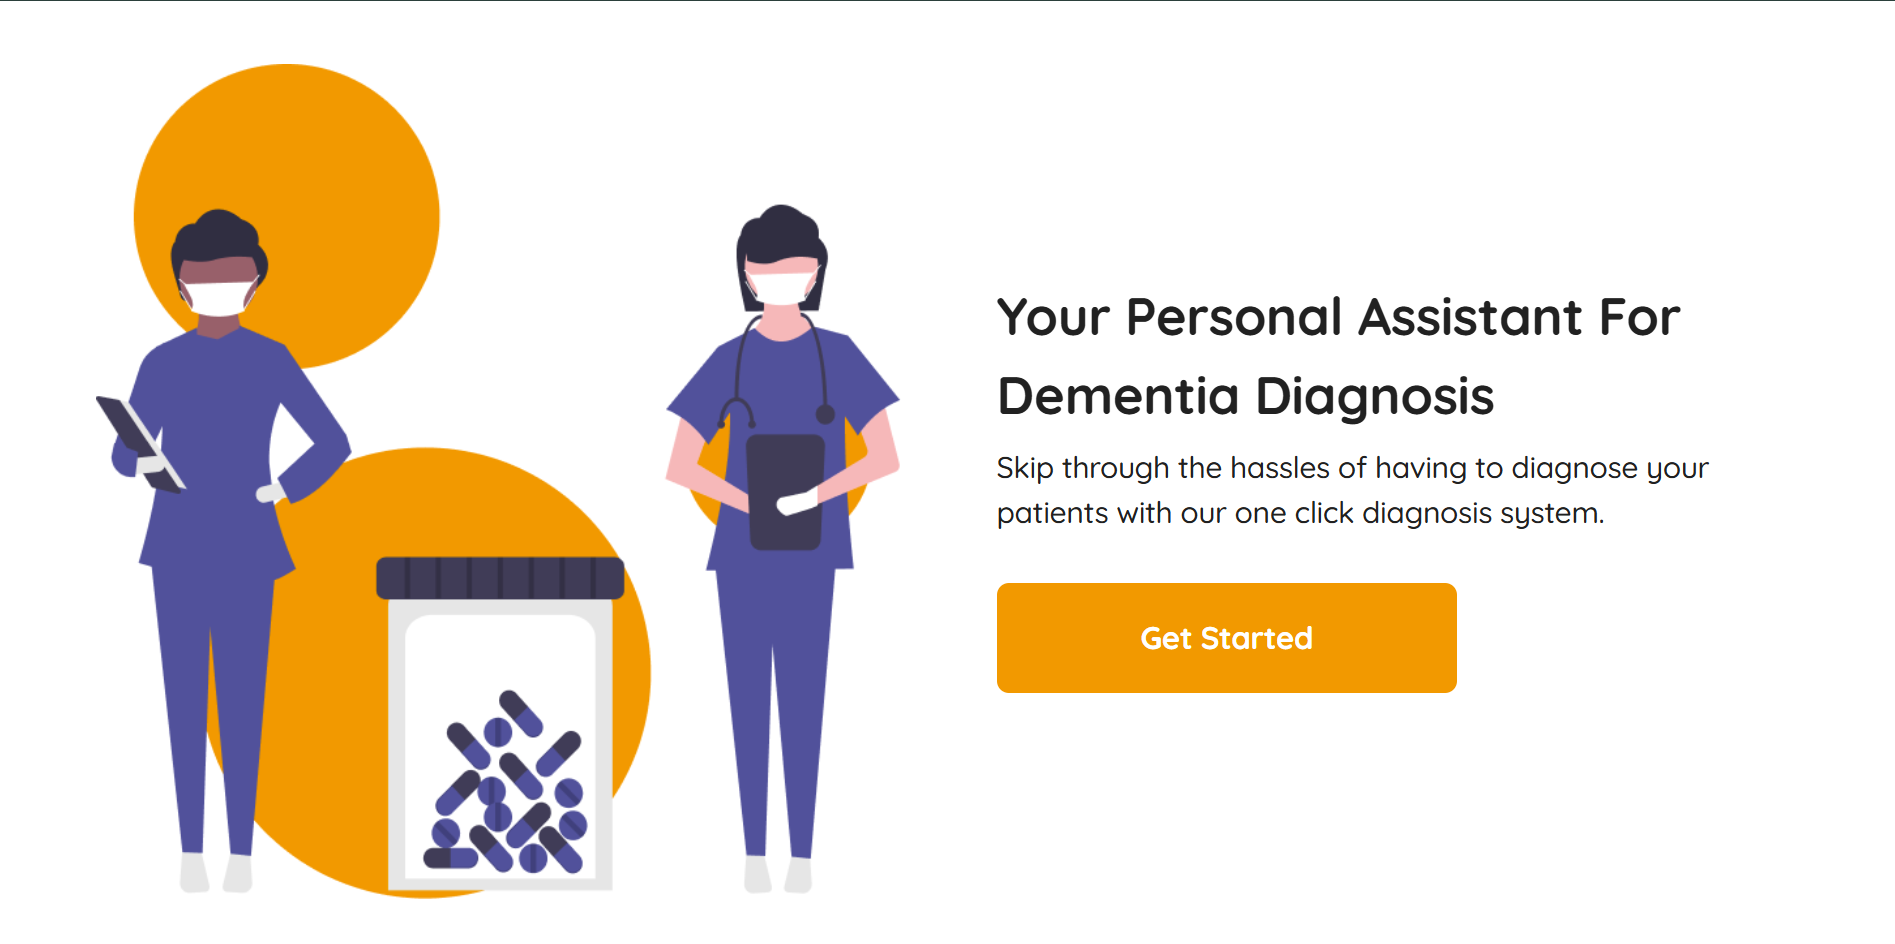 Your Personal Assistant For
Dementia Diagnosis
Skip through the hassles of having to diagnose your
patients with our one click diagnosis system.
Get Started